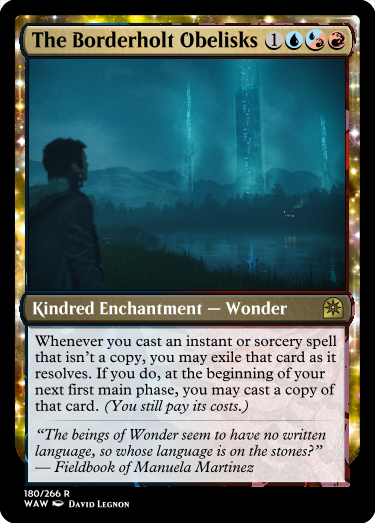 The Borderholt Obelisks 1
Kindred Enchantment — Wonder
Whenever you cast an instant or sorcery spell
that isn't a copy, you may exile that card as it
resolves. If you do, at the beginning of your
next first main phase, you may cast a copy of
that card. (You still pay its costs.)
“The beings of Wonder seem to have no written
language, so whose language is on the stones?”
— Fieldbook of Manuela Martinez
180/266 R
WAW David Legnon